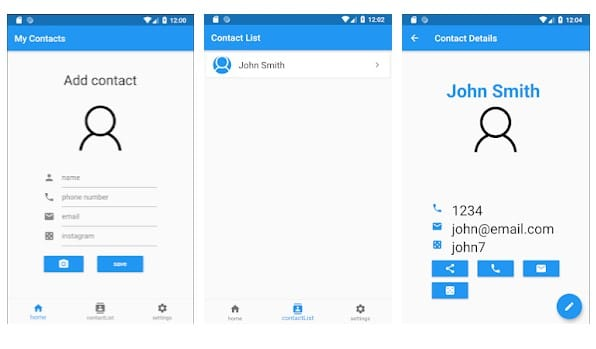 12:00
My Contacts
Add contact
name
phone number
email
instagram
save
home
contactList
settings
12:02
Contact List
John Smith
home
contactList
settings
12:04
Contact Details
John Smith
1234
john@email.com
john7